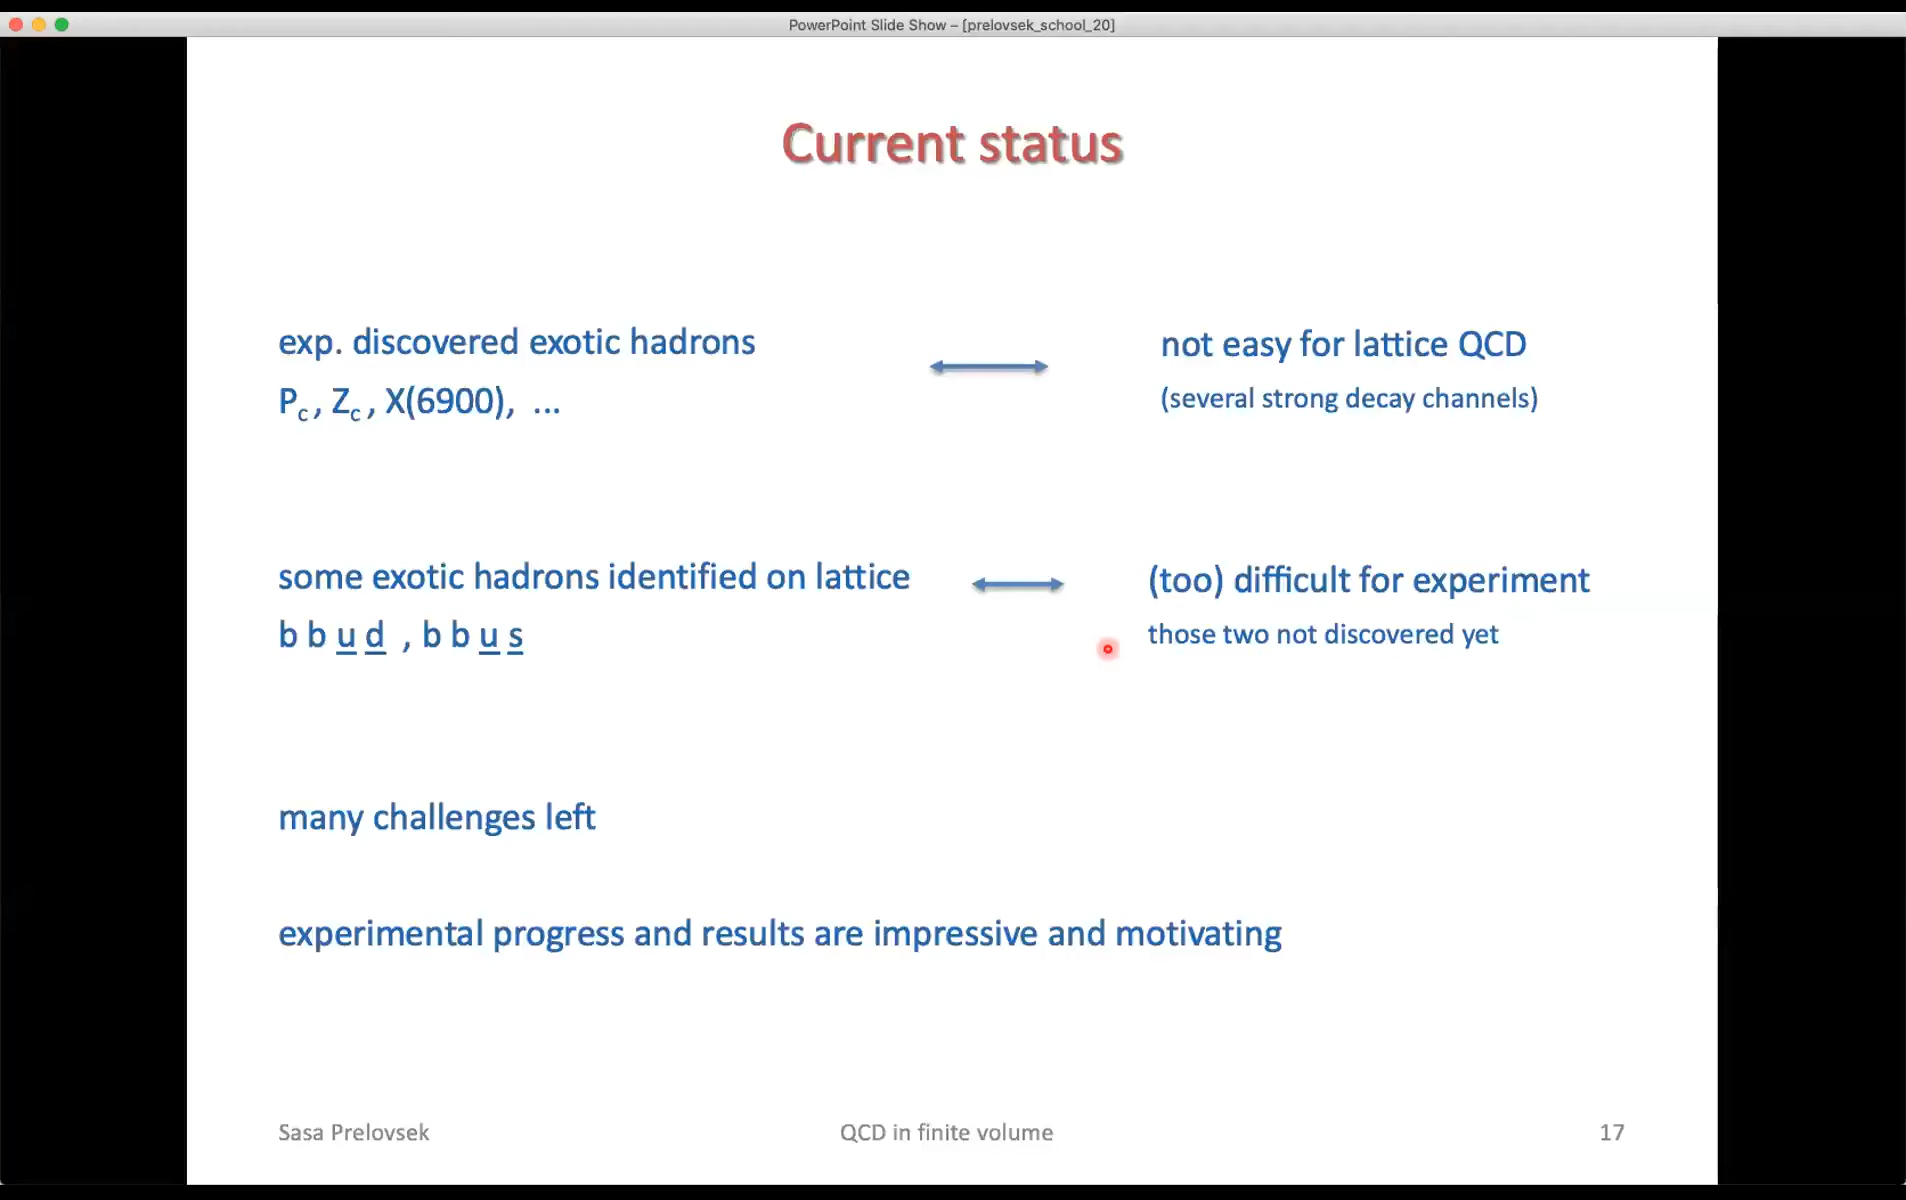 PowerPoint Slide Show – [prelovsek_school_20]
Current status
exp. discovered exotic hadrons
Pc , Zc , X(6900), ...
not easy for lattice QCD
(several strong decay channels)
some exotic hadrons identified on lattice
b b u d , b b u s
(too) difficult for experiment
those two not discovered yet
many challenges left
experimental progress and results are impressive and motivating
Sasa Prelovsek
QCD in finite volume
17